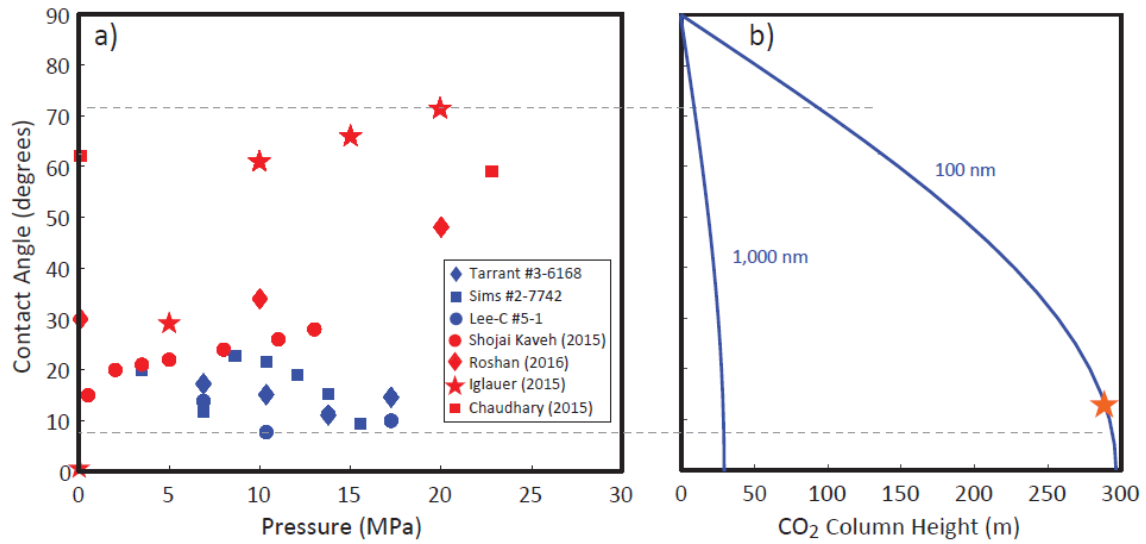 a)
Contact Angle (degrees)
90
80
70
60
50
40
30
20
10
0
Tarrant #3-6168
Sims #2-7742
Lee-C #5-1
Shojai Kaveh (2015)
Roshan (2016)
Iglauer (2015)
Chaudhary (2015)
0 5 10 15 20 25 30
Pressure (MPa)
b)
100 nm
1,000 nm
0 50 100 150 200 250 300
CO₂ Column Height (m)